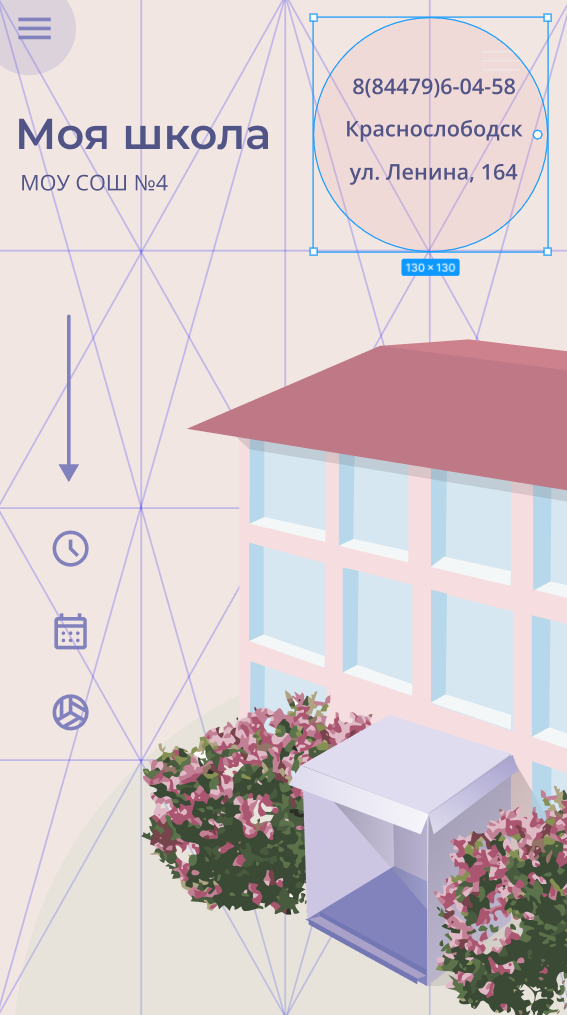 8(84479)6-04-58
Краснослободск
ул. Ленина, 164
Моя школа
МОУ СОШ №4
130 × 130